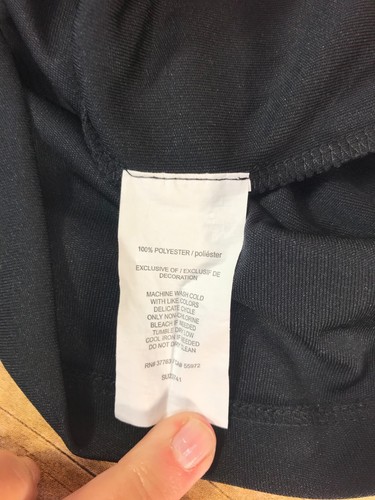 100% POLYESTER / poliéster
EXCLUSIVE OF / EXCLUSIF DE
DECORATION
MACHINE WASH COLD
WITH LIKE COLORS
DELICATE CYCLE
ONLY NON-CHLORINE
BLEACH IF NEEDED
TUMBLE DRY LOW
COOL IRON IF NEEDED
DO NOT DRY CLEAN